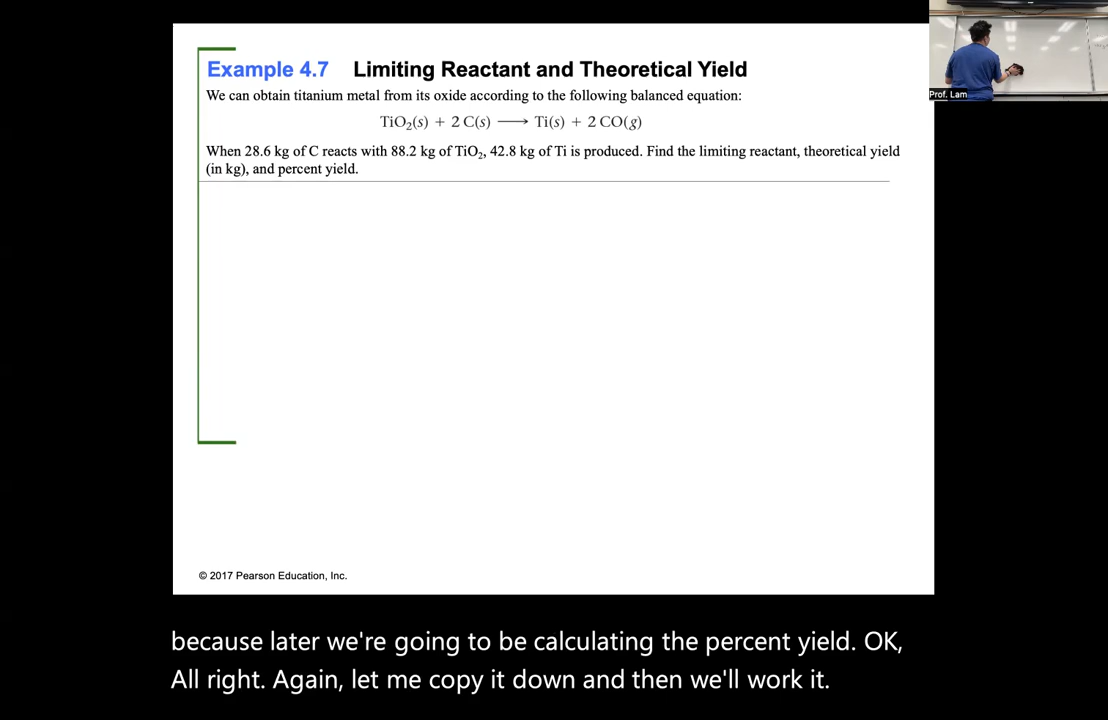 Example 4.7 Limiting Reactant and Theoretical Yield
We can obtain titanium metal from its oxide according to the following balanced equation:
TiO₂(s) + 2 C(s) ⟶ Ti(s) + 2 CO(g)
When 28.6 kg of C reacts with 88.2 kg of TiO₂, 42.8 kg of Ti is produced. Find the limiting reactant, theoretical yield
(in kg), and percent yield.
© 2017 Pearson Education, Inc.
Prof. Lam
because later we're going to be calculating the percent yield. OK,
All right. Again, let me copy it down and then we'll work it.